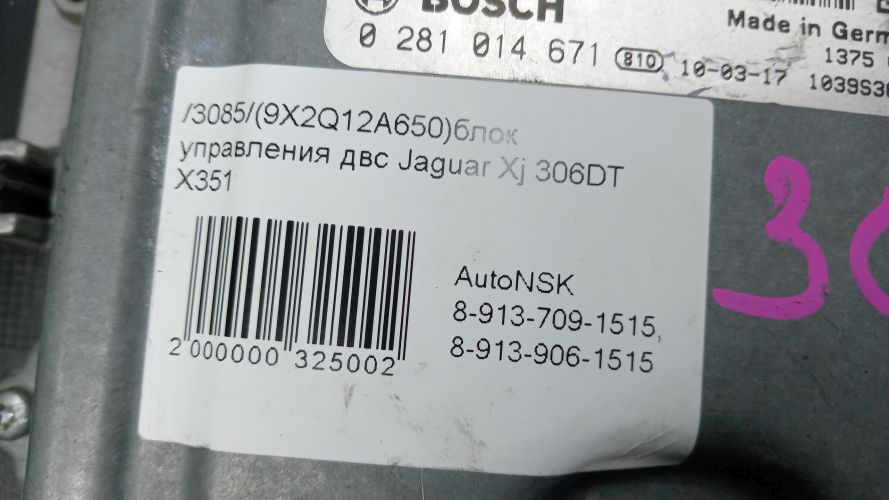 BOSCH
Made in Germ
0 281 014 671 810 10-03-17 1039S30
1375
/3085/(9X2Q12A650)блок
управления двс Jaguar Xj 306DT
X351
2 000000 325002
AutoNSK
8-913-709-1515,
8-913-906-1515